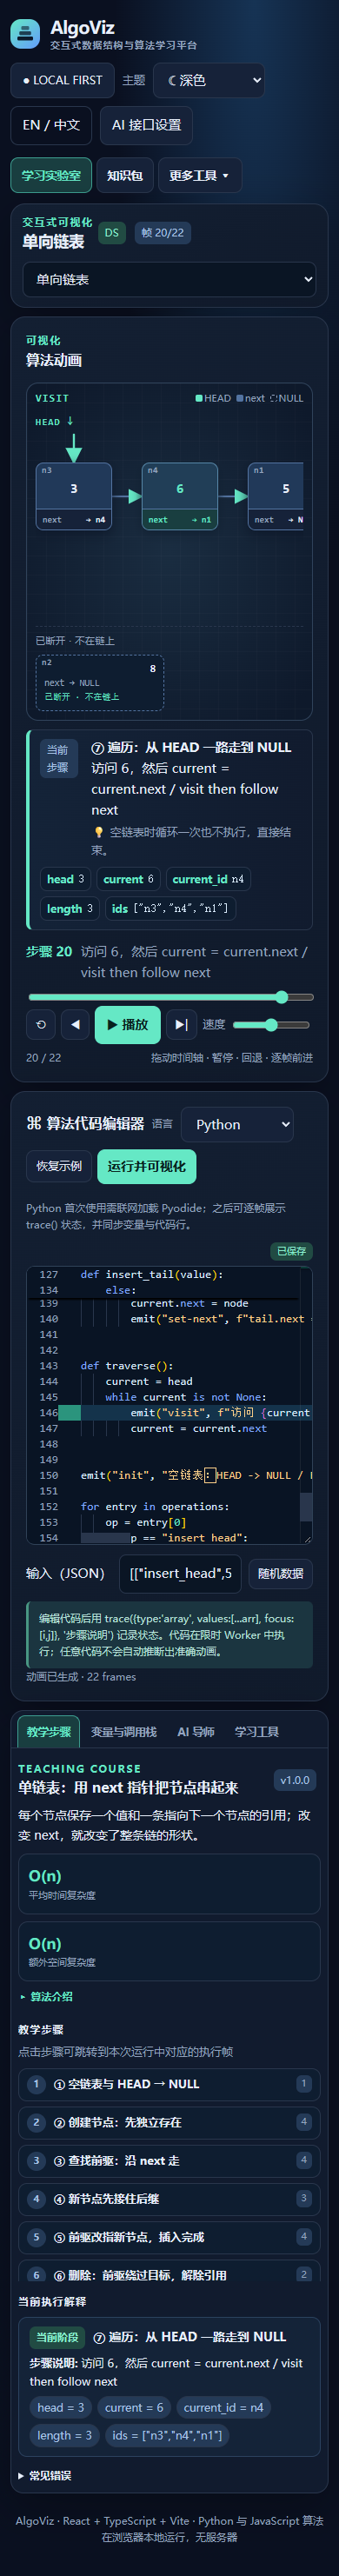 AlgoViz
交互式数据结构与算法学习平台
● LOCAL FIRST
主题
☾ 深色
EN / 中文
AI 接口设置
学习实验室
知识包
更多工具 ▾
交互式可视化
单向链表
DS
帧 20/22
单向链表
可视化
算法动画
VISIT
HEAD next NULL
HEAD ↓
n3
3
next → n4
n4
6
next → n1
n1
5
next → N
已断开 · 不在链上
n2
8
next → NULL
已断开 · 不在链上
当前
步骤
⑦ 遍历：从 HEAD 一路走到 NULL
访问 6，然后 current =
current.next / visit then follow
next
💡 空链表时循环一次也不执行，直接结
束。
head 3
current 6
current_id n4
length 3
ids ["n3","n4","n1"]
步骤 20
访问 6，然后 current = current.next /
visit then follow next
⟲
◀
▶ 播放
▶|
速度
20 / 22
拖动时间轴 · 暂停 · 回退 · 逐帧前进
⌘ 算法代码编辑器
语言
Python
恢复示例
运行并可视化
Python 首次使用需联网加载 Pyodide；之后可逐帧展示
trace() 状态，并同步变量与代码行。
已保存
127 def insert_tail(value):
134 else:
139 current.next = node
140 emit("set-next", f"tail.next =
141
142
143 def traverse():
144 current = head
145 while current is not None:
146 emit("visit", f"访问 {current
147 current = current.next
148
149
150 emit("init", "空链表：HEAD -> NULL /
151
152 for entry in operations:
153 op = entry[0]
154 p == "insert_head":
输入（JSON）
[["insert_head",5
随机数据
编辑代码后用 trace({type:'array', values:[...arr], focus:
[i,j]}, '步骤说明') 记录状态。代码在限时 Worker 中执
行；任意代码不会自动推断出准确动画。
动画已生成 · 22 frames
教学步骤
变量与调用栈
AI 导师
学习工具
TEACHING COURSE
单链表：用 next 指针把节点串起来
v1.0.0
每个节点保存一个值和一条指向下一个节点的引用；改
变 next，就改变了整条链的形状。
O(n)
平均时间复杂度
O(n)
额外空间复杂度
▸ 算法介绍
教学步骤
点击步骤可跳转到本次运行中对应的执行帧
1 ① 空链表与 HEAD → NULL 1
2 ② 创建节点：先独立存在 4
3 ③ 查找前驱：沿 next 走 4
4 ④ 新节点先接住后继 3
5 ⑤ 前驱改指新节点，插入完成 4
6 ⑥ 删除：前驱绕过目标，解除引用 2
当前执行解释
当前阶段
⑦ 遍历：从 HEAD 一路走到 NULL
步骤说明: 访问 6，然后 current = current.next / visit
then follow next
head = 3
current = 6
current_id = n4
length = 3
ids = ["n3","n4","n1"]
▸ 常见错误
AlgoViz · React + TypeScript + Vite · Python 与 JavaScript 算法
在浏览器本地运行，无服务器